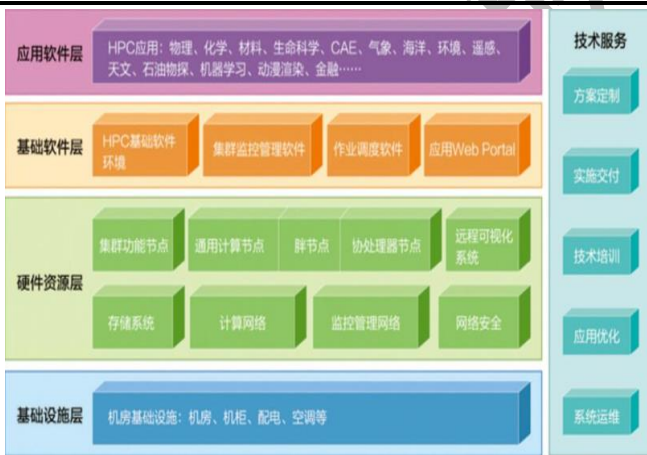 应用软件层
HPC应用：物理、化学、材料、生命科学、CAE、气象、海洋、环境、遥感、
天文、石油物探、机器学习、动漫渲染、金融……
基础软件层
HPC基础软件
环境
集群监控管理软件
作业调度软件
应用Web Portal
硬件资源层
集群功能节点
通用计算节点
胖节点
协处理器节点
远程可视化
系统
存储系统
计算网络
监控管理网络
网络安全
基础设施层
机房基础设施：机房、机柜、配电、空调等
技术服务
方案定制
实施交付
技术培训
应用优化
系统运维